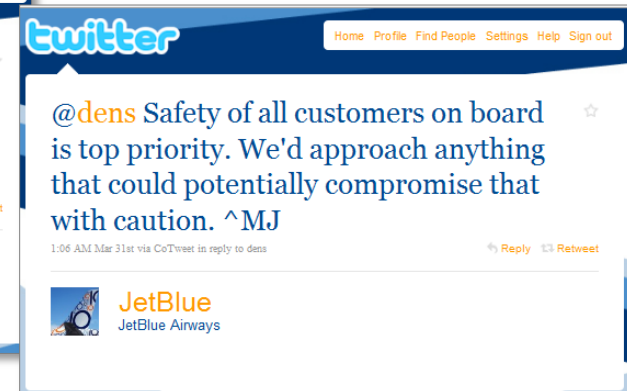 twitter
Home Profile Find People Settings Help Sign out
@dens Safety of all customers on board
is top priority. We'd approach anything
that could potentially compromise that
with caution. ^MJ
1:06 AM Mar 31st via CoTweet in reply to dens
Reply Retweet
JetBlue
JetBlue Airways